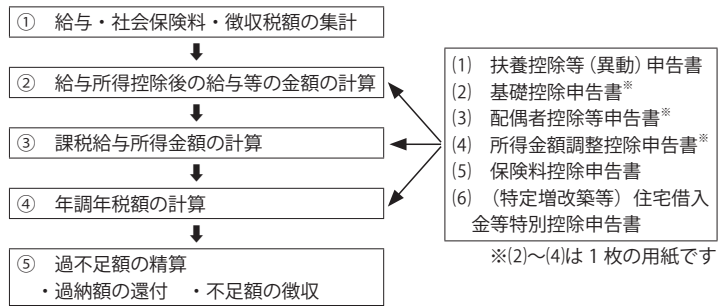 ① 給与・社会保険料・徴収税額の集計
② 給与所得控除後の給与等の金額の計算
③ 課税給与所得金額の計算
④ 年調年税額の計算
⑤ 過不足額の精算
・過納額の還付 ・不足額の徴収
⑴ 扶養控除等（異動）申告書
⑵ 基礎控除申告書※
⑶ 配偶者控除等申告書※
⑷ 所得金額調整控除申告書※
⑸ 保険料控除申告書
⑹ （特定増改築等）住宅借入
金等特別控除申告書
※⑵〜⑷は１枚の用紙です